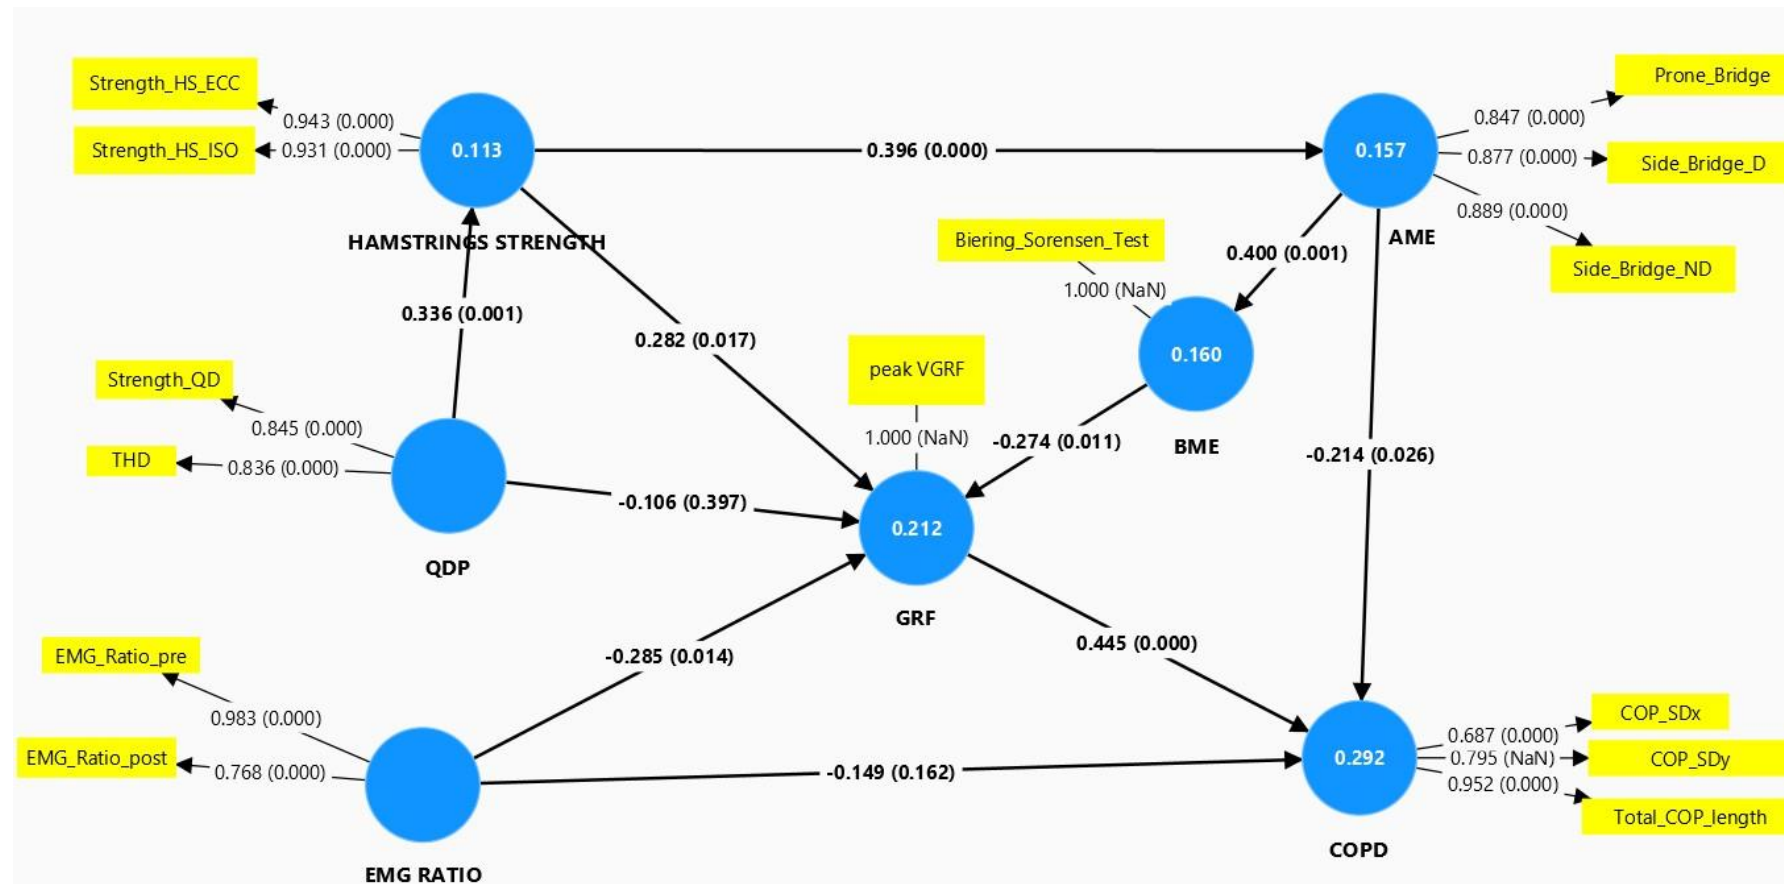 Strength_HS_ECC
Prone_Bridge
0.943 (0.000)
0.847 (0.000)
Strength_HS_ISO
0.931 (0.000)
0.113
0.396 (0.000)
0.157
0.877 (0.000)
Side_Bridge_D
0.889 (0.000)
HAMSTRINGS STRENGTH
Biering_Sorensen_Test
AME
0.400 (0.001)
Side_Bridge_ND
1.000 (NaN)
0.336 (0.001)
0.282 (0.017)
0.160
peak VGRF
Strength_QD
0.845 (0.000)
1.000 (NaN)
-0.274 (0.011)
BME
-0.214 (0.026)
THD
0.836 (0.000)
-0.106 (0.397)
0.212
QDP
GRF
EMG_Ratio_pre
-0.285 (0.014)
0.445 (0.000)
0.983 (0.000)
COP_SDx
0.687 (0.000)
EMG_Ratio_post
0.768 (0.000)
-0.149 (0.162)
0.292
0.795 (NaN)
COP_SDy
0.952 (0.000)
Total_COP_length
COPD
EMG RATIO